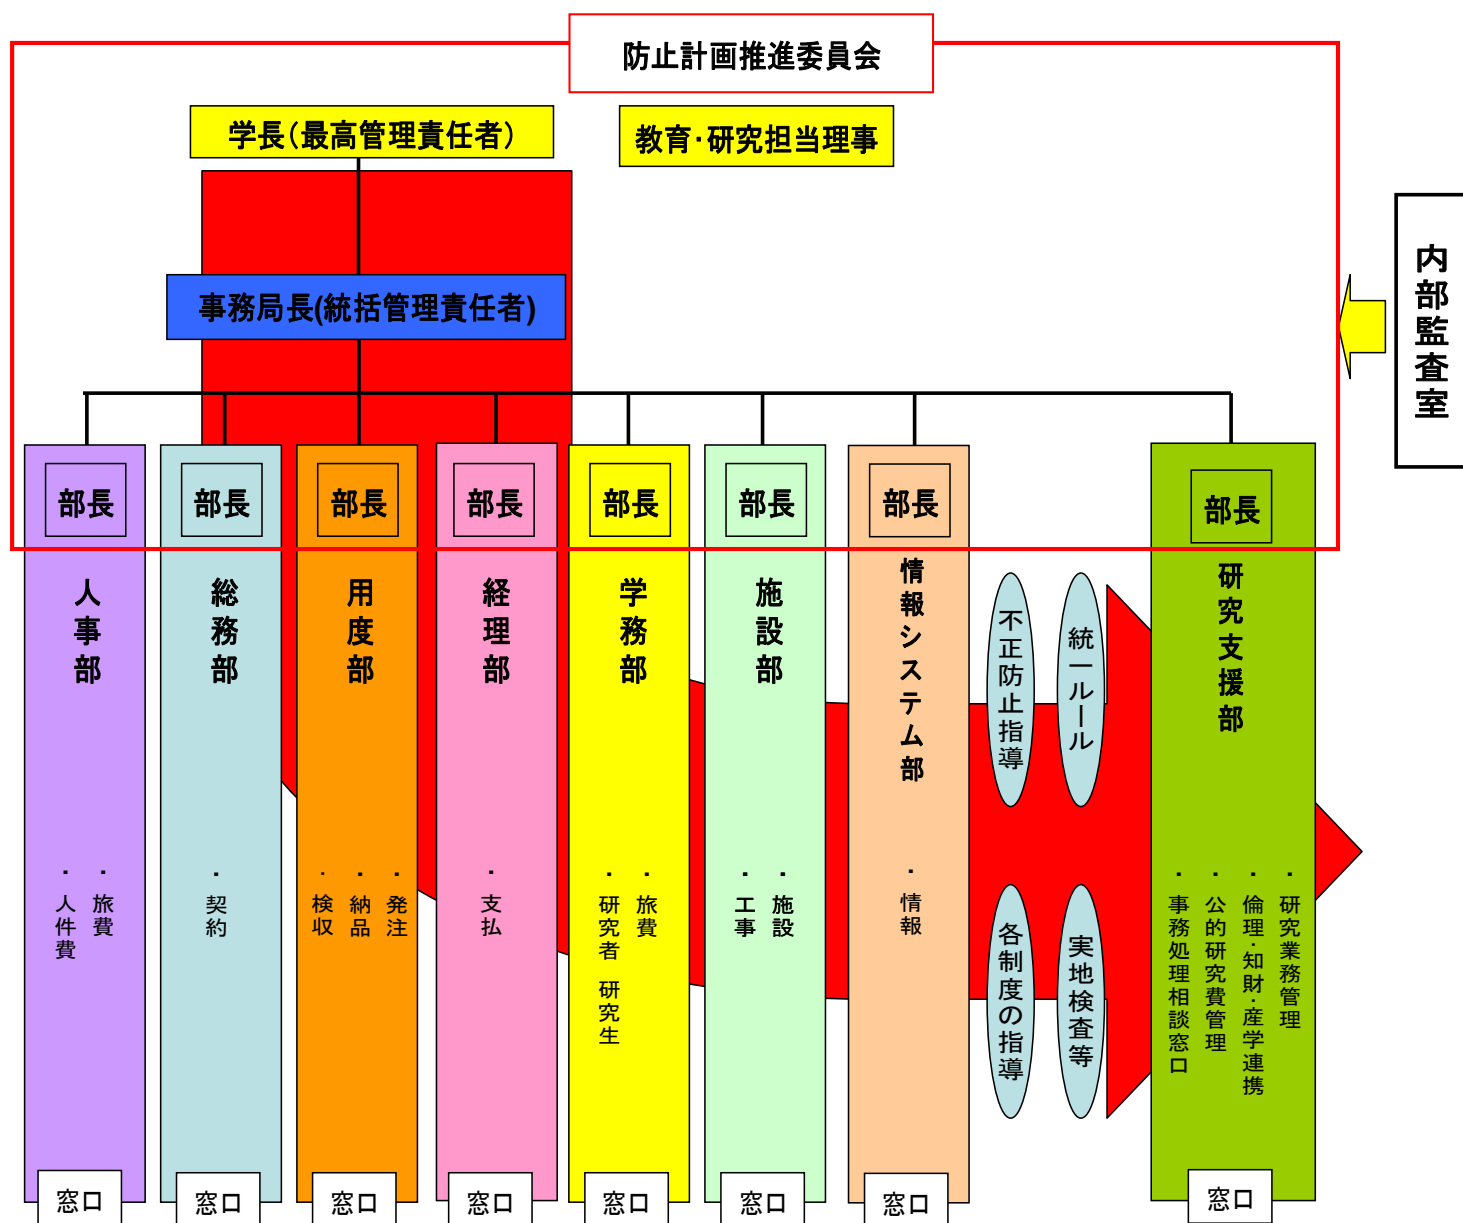 防止計画推進委員会
学長（最高管理責任者）
教育･研究担当理事
事務局長(統括管理責任者)
内部監査室
部長
部長
部長
部長
部長
部長
部長
部長
人事部
総務部
用度部
経理部
学務部
施設部
情報システム部
研究支援部
不正防止指導
統一ルール
各制度の指導
実地検査等
・旅費
・人件費
・契約
・発注
・納品
・検収
・支払
・旅費
・研究者 研究生
・施設
・工事
・情報
・研究業務管理
・倫理･知財･産学連携
・公的研究費管理
・事務処理相談窓口
窓口
窓口
窓口
窓口
窓口
窓口
窓口
窓口